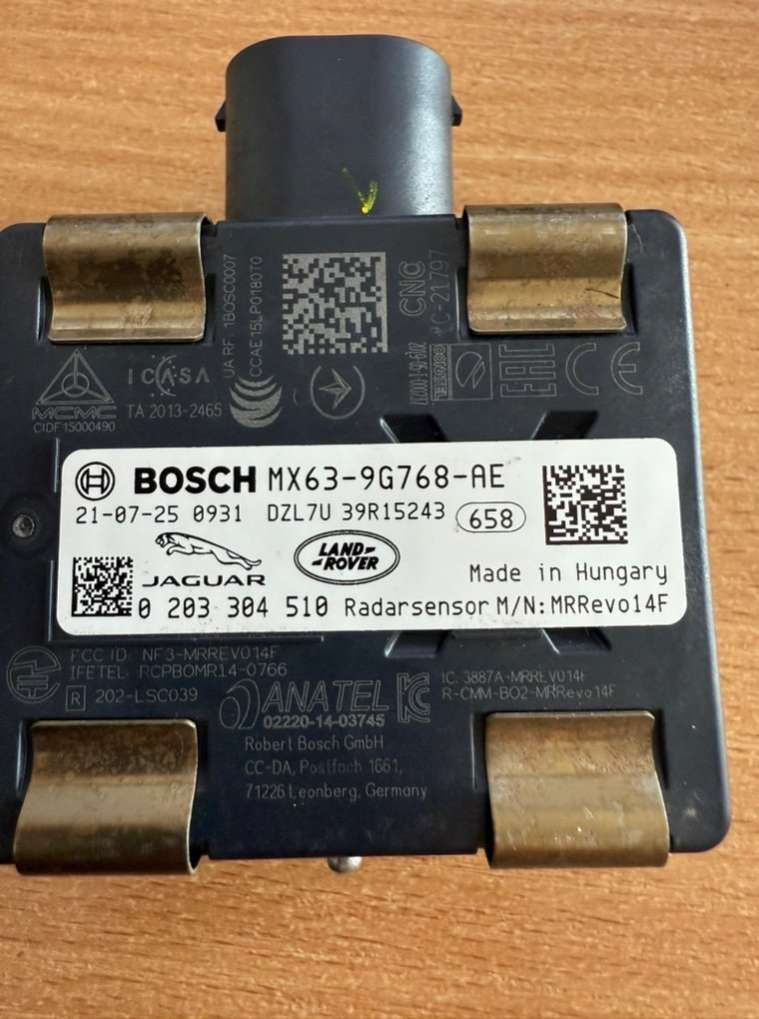 UA RF: 1BOSC0007
CCAE15LP0180T0
CNC
C-21797
MCMC
CIDF15000490
ICASA
TA 2013-2465
EAC
CE
BOSCH MX63-9G768-AE
21-07-25 0931 DZL7U 39R15243 658
JAGUAR
LAND-
ROVER
Made in Hungary
0 203 304 510 Radarsensor M/N:MRRevo14F
FCC ID: NF3-MRREVO14F
IFETEL: RCPBOMR14-0766
R 202-LSC039
ANATEL
02220-14-03745
IC: 3887A-MRREVO14F
R-CMM-BO2-MRRevo14F
Robert Bosch GmbH
CC-DA, Postfach 1661,
71226 Leonberg, Germany